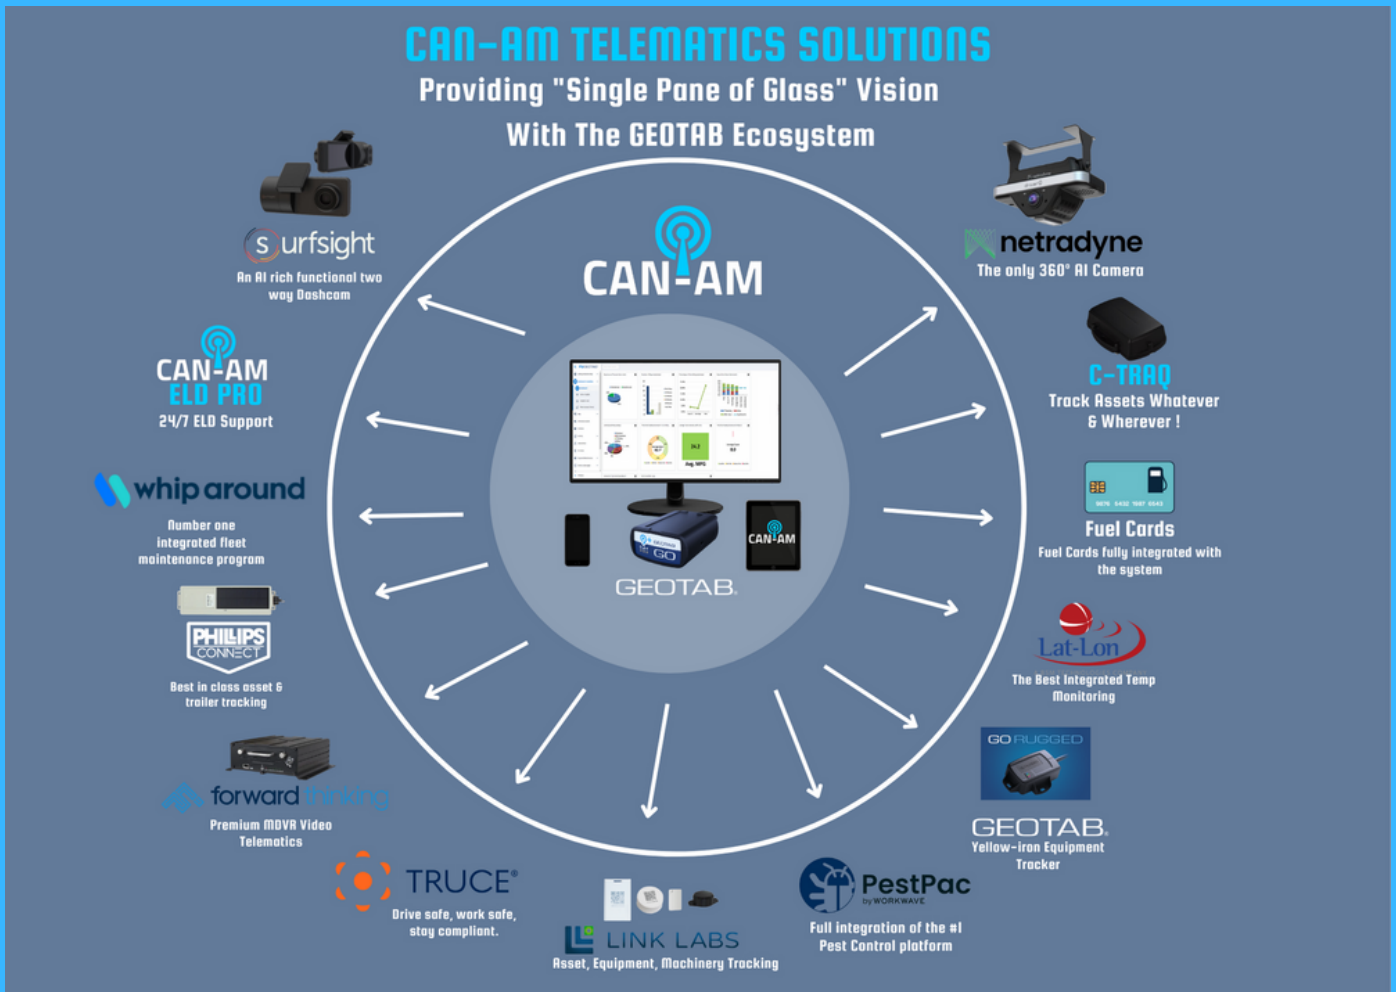 CAN-AM TELEMATICS SOLUTIONS
Providing "Single Pane of Glass" Vision
With The GEOTAB Ecosystem
surfsight
An AI rich functional two
way Dashcam
CAN-AM
ELD PRO
24/7 ELD Support
whip around
Number one
integrated fleet
maintenance program
PHILLIPS
CONNECT
Best in class asset &
trailer tracking
forward thinking
Premium MDVR Video
Telematics
TRUCE®
Drive safe, work safe,
stay compliant.
LINK LABS
Asset, Equipment, Machinery Tracking
PestPac
by WORKWAVE
Full integration of the #1
Pest Control platform
GO RUGGED
GEOTAB.
Yellow-iron Equipment
Tracker
Lat-Lon
The Best Integrated Temp
Monitoring
Fuel Cards
Fuel Cards fully integrated with
the system
C-TRAQ
Track Assets Whatever
& Wherever !
netradyne
The only 360° AI Camera
CAN-AM
Avg. MPG
GEOTAB
GO
CAN-AM
GEOTAB.